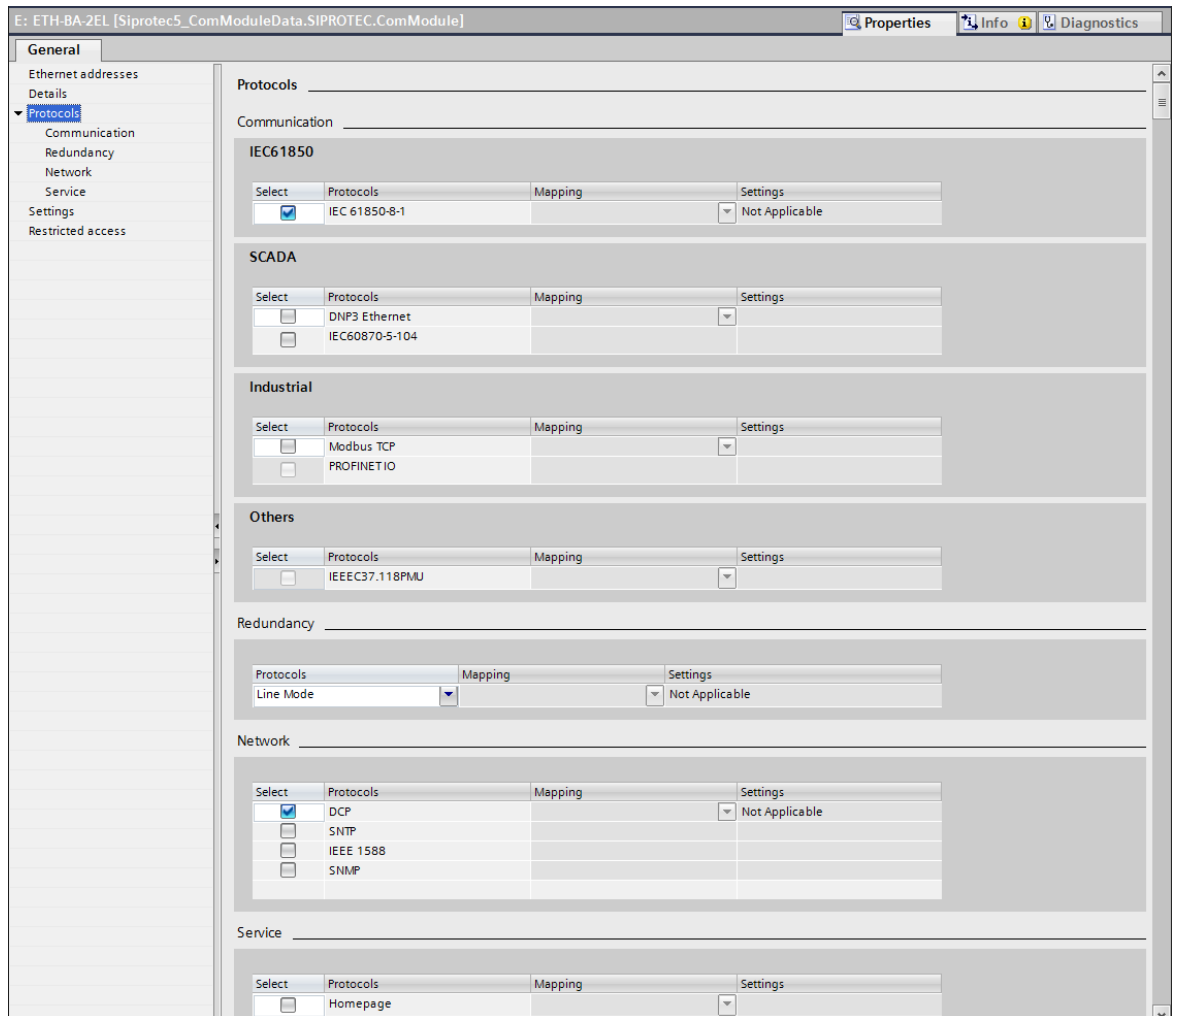 E: ETH-BA-2EL [Siprotec5_ComModuleData.SIPROTEC.ComModule]
Properties Info Diagnostics
General
Ethernet addresses
Details
Protocols
Communication
Redundancy
Network
Service
Settings
Restricted access
Protocols
Communication
IEC61850
Select Protocols Mapping Settings
IEC 61850-8-1 Not Applicable
SCADA
Select Protocols Mapping Settings
DNP3 Ethernet
IEC60870-5-104
Industrial
Select Protocols Mapping Settings
Modbus TCP
PROFINET IO
Others
Select Protocols Mapping Settings
IEEEC37.118PMU
Redundancy
Protocols Mapping Settings
Line Mode Not Applicable
Network
Select Protocols Mapping Settings
DCP Not Applicable
SNTP
IEEE 1588
SNMP
Service
Select Protocols Mapping Settings
Homepage